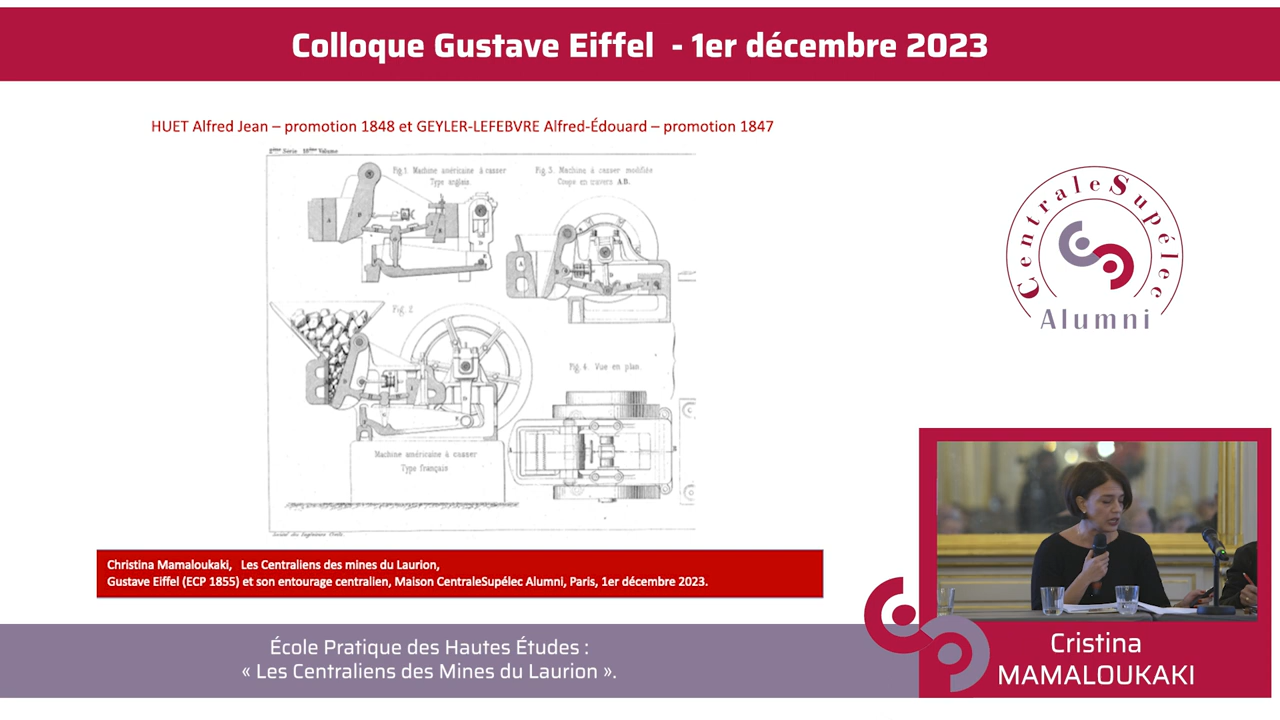 Colloque Gustave Eiffel - 1er décembre 2023
HUET Alfred Jean – promotion 1848 et GEYLER-LEFEBVRE Alfred-Édouard – promotion 1847
2ème Série 18ème Volume
Fig. 1. Machine américaine à casser
Type anglais.
Fig. 3. Machine à casser modifiée
Coupe en travers A.B.
Fig. 2
Fig. 4. Vue en plan.
Machine américaine à casser
Type français
CentraleSupélec
Alumni
Christina Mamaloukaki, Les Centraliens des mines du Laurion,
Gustave Eiffel (ECP 1855) et son entourage centralien, Maison CentraleSupélec Alumni, Paris, 1er décembre 2023.
École Pratique des Hautes Études :
« Les Centraliens des Mines du Laurion ».
Cristina
MAMALOUKAKI